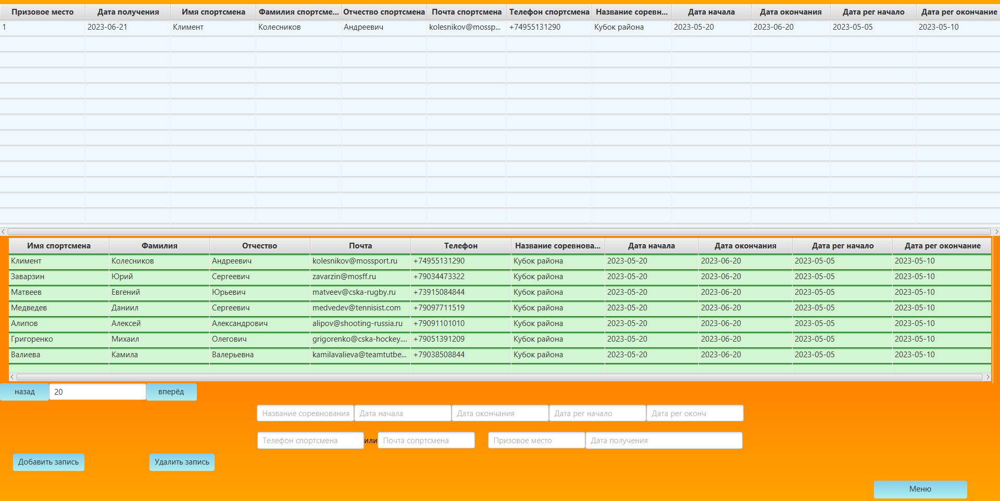 Призовое место Дата получения Имя спортсмена Фамилия спортсме... Отчество спортсмена Почта спортсмена Телефон спортсмена Название соревн... Дата начала Дата окончания Дата рег начало Дата рег окончание
1 2023-06-21 Климент Колесников Андреевич kolesnikov@mossp... +74955131290 Кубок района 2023-05-20 2023-06-20 2023-05-05 2023-05-10
Имя спортсмена Фамилия Отчество Почта Телефон Название соревнова... Дата начала Дата окончания Дата рег начало Дата рег окончание
Климент Колесников Андреевич kolesnikov@mossport.ru +74955131290 Кубок района 2023-05-20 2023-06-20 2023-05-05 2023-05-10
Заварзин Юрий Сергеевич zavarzin@mosff.ru +79034473322 Кубок района 2023-05-20 2023-06-20 2023-05-05 2023-05-10
Матвеев Евгений Юрьевич matveev@cska-rugby.ru +73915084844 Кубок района 2023-05-20 2023-06-20 2023-05-05 2023-05-10
Медведев Даниил Сергеевич medvedev@tennisist.com +79097711519 Кубок района 2023-05-20 2023-06-20 2023-05-05 2023-05-10
Алипов Алексей Александрович alipov@shooting-russia.ru +79091101010 Кубок района 2023-05-20 2023-06-20 2023-05-05 2023-05-10
Григоренко Михаил Олегович grigorenko@cska-hockey.... +79051391209 Кубок района 2023-05-20 2023-06-20 2023-05-05 2023-05-10
Валиева Камила Валерьевна kamilavalieva@teamtutbe... +79038508844 Кубок района 2023-05-20 2023-06-20 2023-05-05 2023-05-10
назад 20 вперёд
Название соревнования Дата начала Дата окончания Дата рег начало Дата рег оконч
Телефон спортсмена или Почта сопртсмена Призовое место Дата получения
Добавить запись Удалить запись
Меню